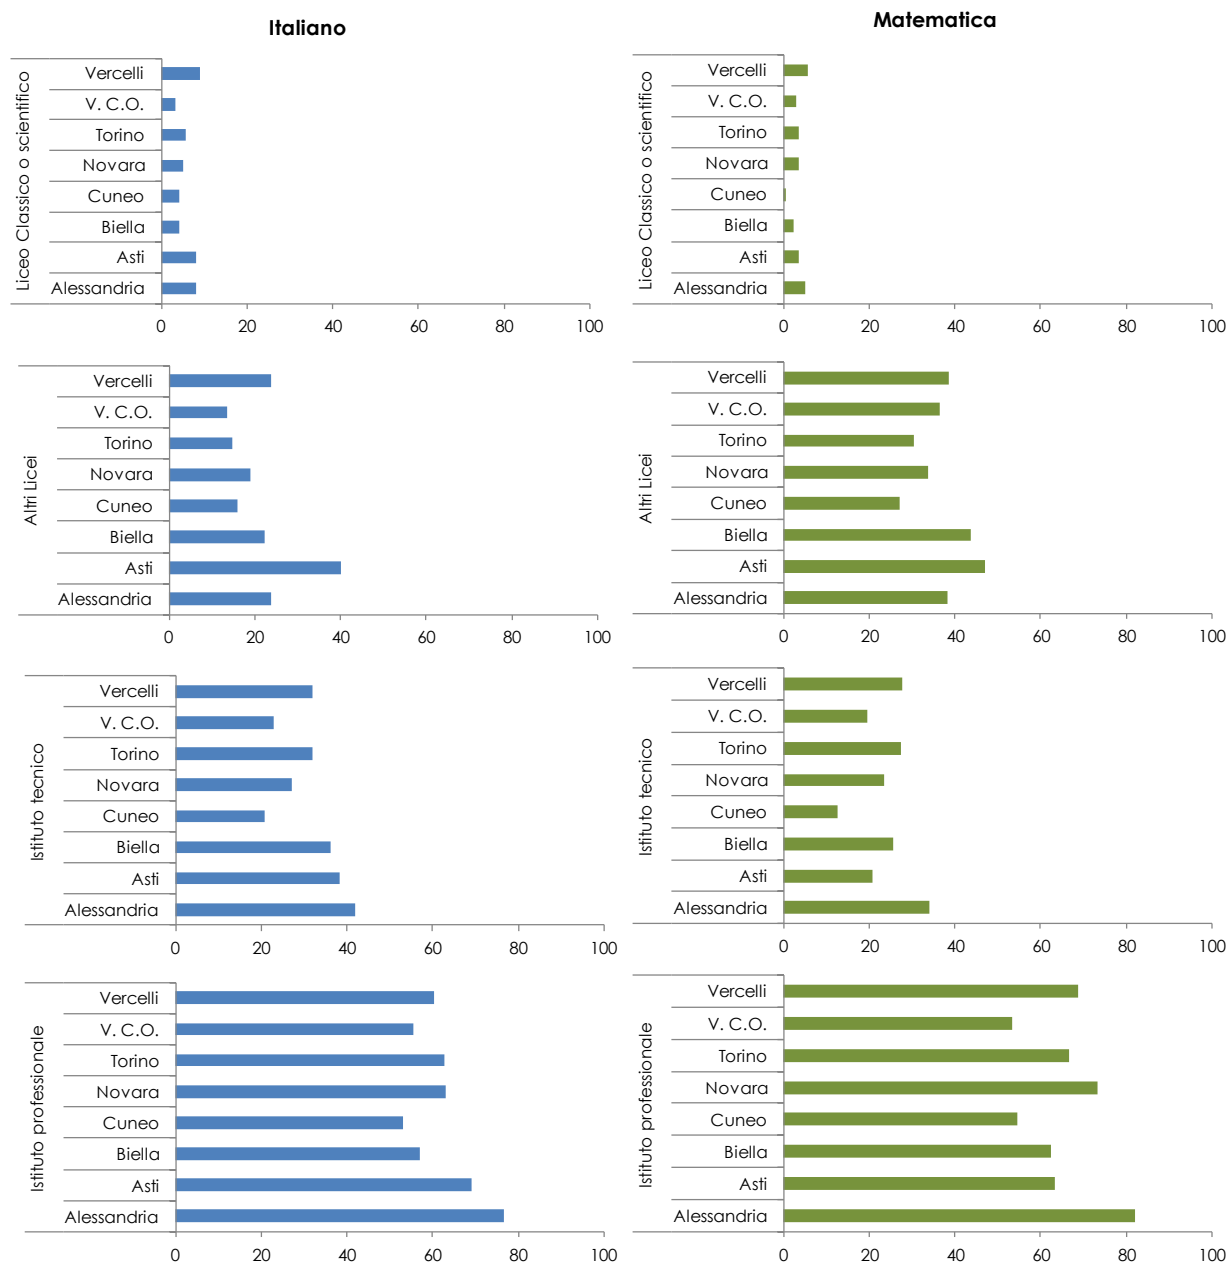 Italiano
Liceo Classico o scientifico
Vercelli
V. C.O.
Torino
Novara
Cuneo
Biella
Asti
Alessandria
0 20 40 60 80 100
Altri Licei
Vercelli
V. C.O.
Torino
Novara
Cuneo
Biella
Asti
Alessandria
0 20 40 60 80 100
Istituto tecnico
Vercelli
V. C.O.
Torino
Novara
Cuneo
Biella
Asti
Alessandria
0 20 40 60 80 100
Istituto professionale
Vercelli
V. C.O.
Torino
Novara
Cuneo
Biella
Asti
Alessandria
0 20 40 60 80 100
Matematica
Liceo Classico o scientifico
Vercelli
V. C.O.
Torino
Novara
Cuneo
Biella
Asti
Alessandria
0 20 40 60 80 100
Altri Licei
Vercelli
V. C.O.
Torino
Novara
Cuneo
Biella
Asti
Alessandria
0 20 40 60 80 100
Istituto tecnico
Vercelli
V. C.O.
Torino
Novara
Cuneo
Biella
Asti
Alessandria
0 20 40 60 80 100
Istituto professionale
Vercelli
V. C.O.
Torino
Novara
Cuneo
Biella
Asti
Alessandria
0 20 40 60 80 100